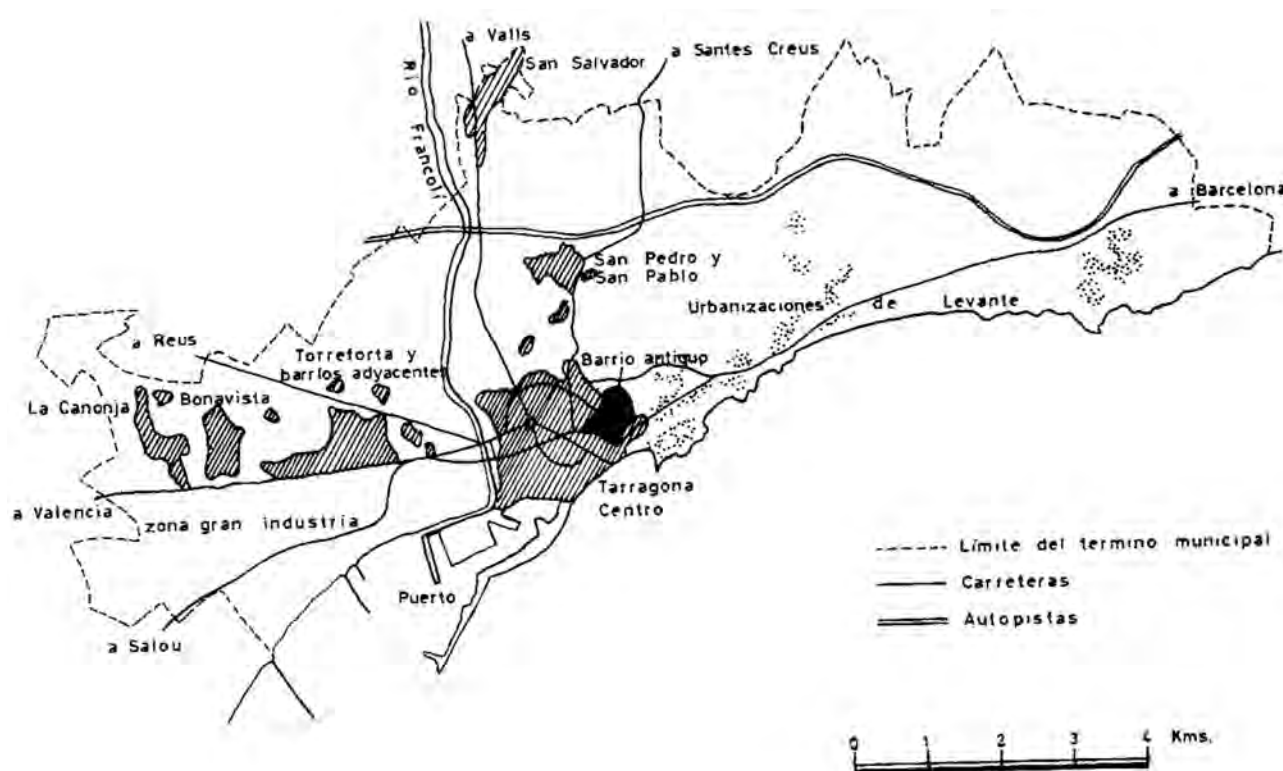 a Valls
San Salvador
a Santes Creus
Río Francolí
a Barcelona
San Pedro y
San Pablo
Urbanizaciones de Levante
a Reus
Torreforta y
barrios adyacentes
Barrio antiguo
La Canonja
Bonavista
Tarragona
Centro
a Valencia
zona gran industria
Puerto
a Salou
Límite del termino municipal
Carreteras
Autopistas
0 1 2 3 4 Kms.